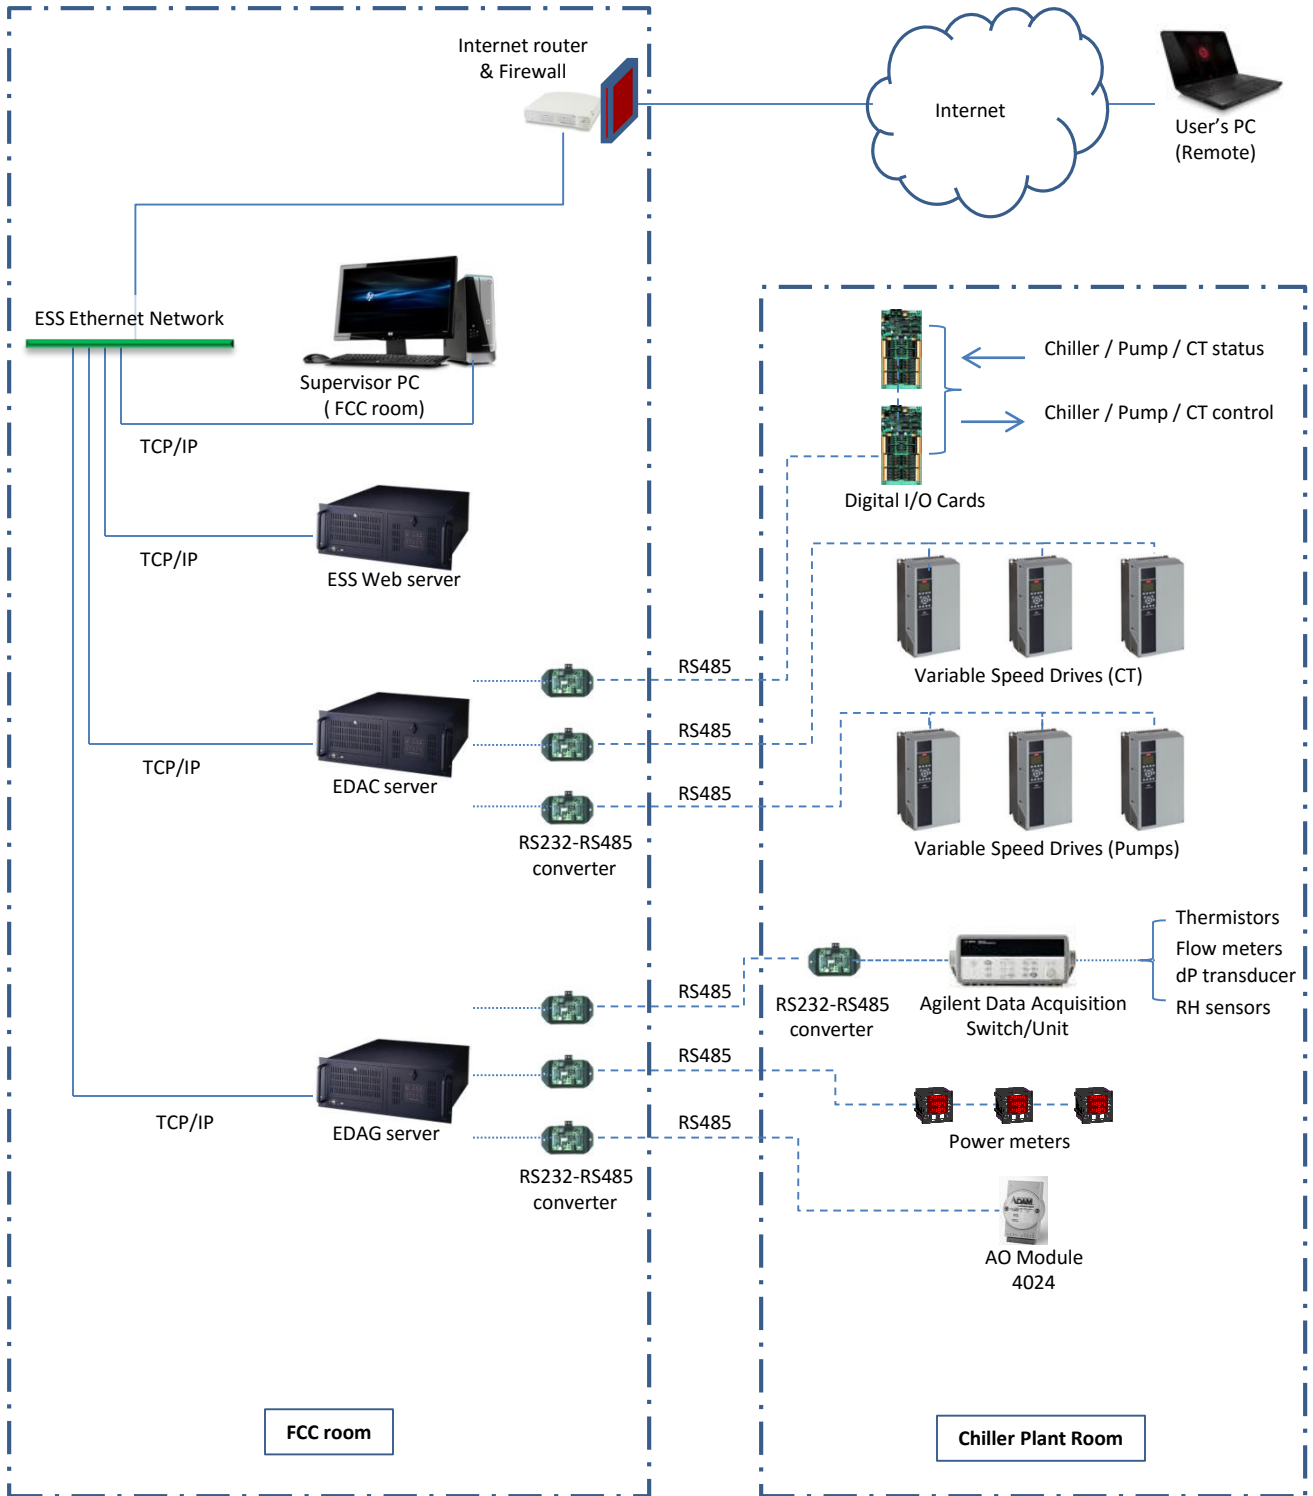 Internet router
& Firewall
Internet
User's PC
(Remote)
ESS Ethernet Network
Supervisor PC
( FCC room)
TCP/IP
Chiller / Pump / CT status
Chiller / Pump / CT control
Digital I/O Cards
TCP/IP
ESS Web server
RS485
Variable Speed Drives (CT)
RS485
TCP/IP
EDAC server
RS485
RS232-RS485
converter
Variable Speed Drives (Pumps)
Thermistors
Flow meters
dP transducer
RH sensors
RS485
RS232-RS485
converter
Agilent Data Acquisition
Switch/Unit
RS485
TCP/IP
EDAG server
RS485
Power meters
RS232-RS485
converter
ADAM
AO Module
4024
FCC room
Chiller Plant Room